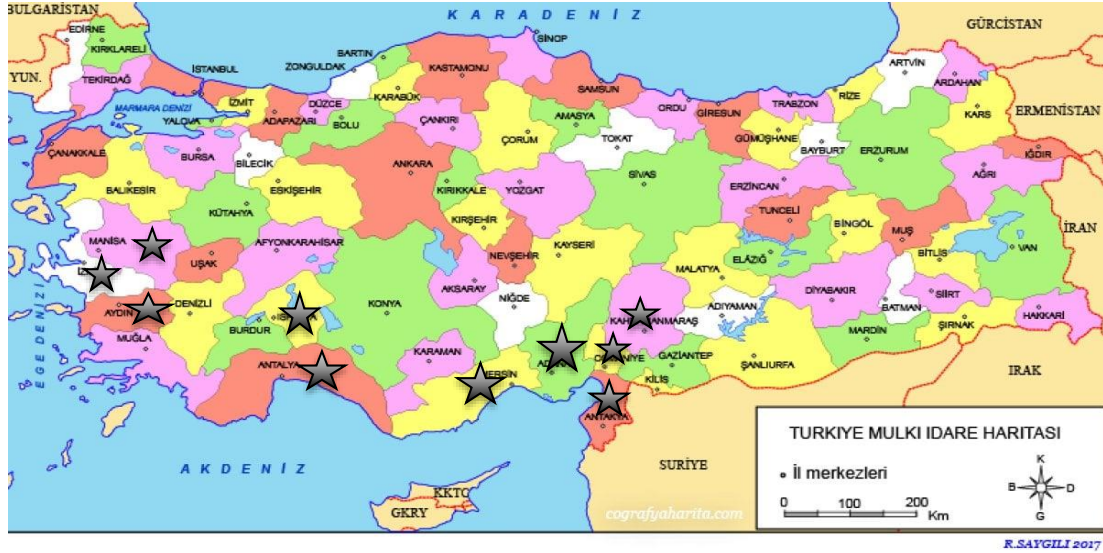 BULGARİSTAN
KARADENİZ
GÜRCİSTAN
EDİRNE
KIRKLARELİ
YUN.
TEKİRDAĞ
İSTANBUL
MARMARA DENİZİ
YALOVA
İZMİT
ADAPAZARI
DÜZCE
BOLU
ZONGULDAK
BARTIN
KARABÜK
KASTAMONU
SİNOP
ÇANKIRI
ÇORUM
SAMSUN
AMASYA
TOKAT
ORDU
GİRESUN
GÜMÜŞHANE
TRABZON
BAYBURT
RİZE
ARTVİN
ARDAHAN
KARS
ERMENİSTAN
IĞDIR
ÇANAKKALE
BURSA
BİLECİK
BALIKESİR
ESKİŞEHİR
KÜTAHYA
ANKARA
KIRIKKALE
KIRŞEHİR
YOZGAT
SİVAS
ERZİNCAN
ERZURUM
AĞRI
TUNCELİ
BİNGÖL
MUŞ
BİTLİS
VAN
İRAN
MANİSA
UŞAK
AFYONKARAHİSAR
AYDIN
DENİZLİ
BURDUR
MUĞLA
ANTALYA
KONYA
AKSARAY
NEVŞEHİR
NİĞDE
KAYSERİ
KARAMAN
MALATYA
ELAZIĞ
ADIYAMAN
DİYABAKIR
BATMAN
SİİRT
HAKKARİ
ŞIRNAK
MARDİN
ŞANLIURFA
GAZİANTEP
KİLİS
ANTAKYA
EGEDENİZİ
AKDENİZ
SURİYE
IRAK
KKTC
GKRY
cografyaharita.com
TURKIYE MULKI IDARE HARITASI
İl merkezleri
0 100 200
Km
K
B D
G
R.SAYGILI 2017